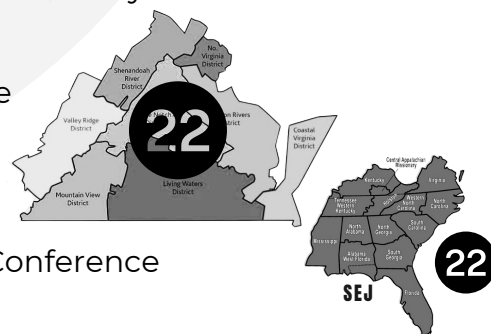 No.
Virginia
District
Shenandoah
River
District
Valley Ridge
District
22
Coastal
Virginia
District
Mountain View
District
Living Waters
District
Conference
Central Appalachian
Missionary
Kentucky
Virginia
Tennessee
Western
Kentucky
Holston
Western
North
Carolina
North
Carolina
South
Carolina
North
Alabama
North
Georgia
Mississippi
Alabama
West Florida
South
Georgia
Florida
SEJ
22